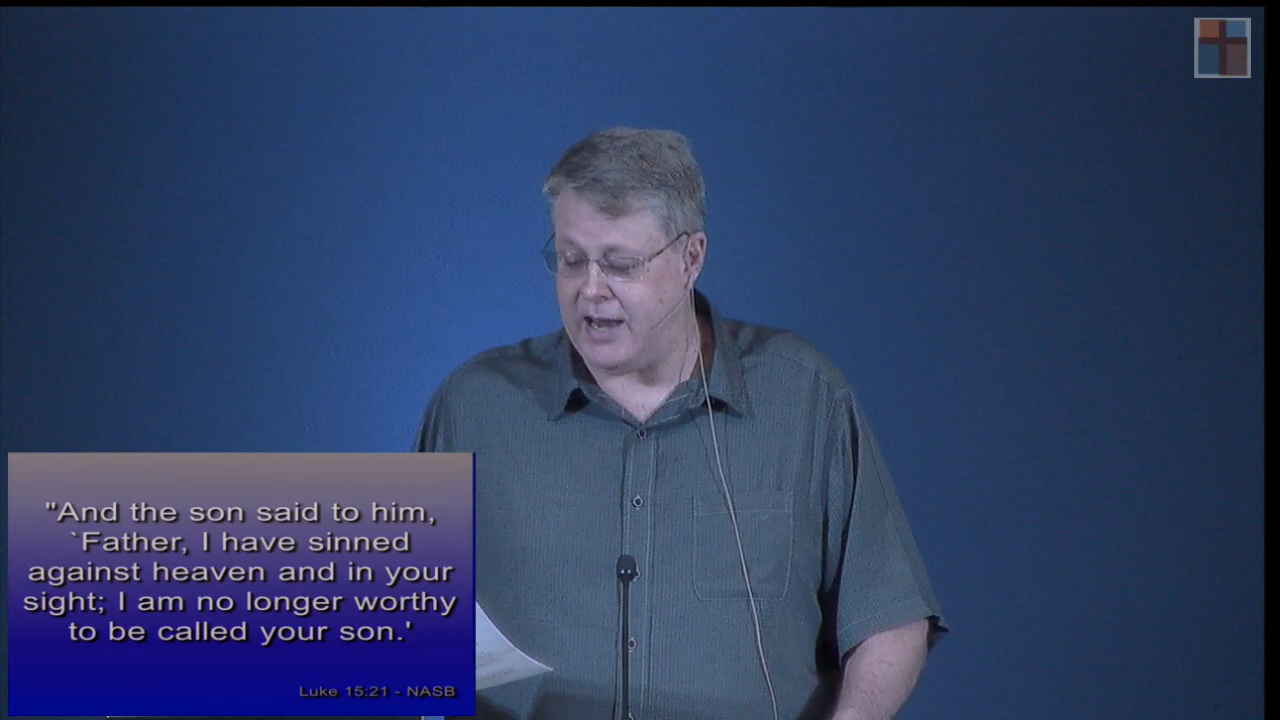 "And the son said to him,
`Father, I have sinned
against heaven and in your
sight; I am no longer worthy
to be called your son.'
Luke 15:21 - NASB